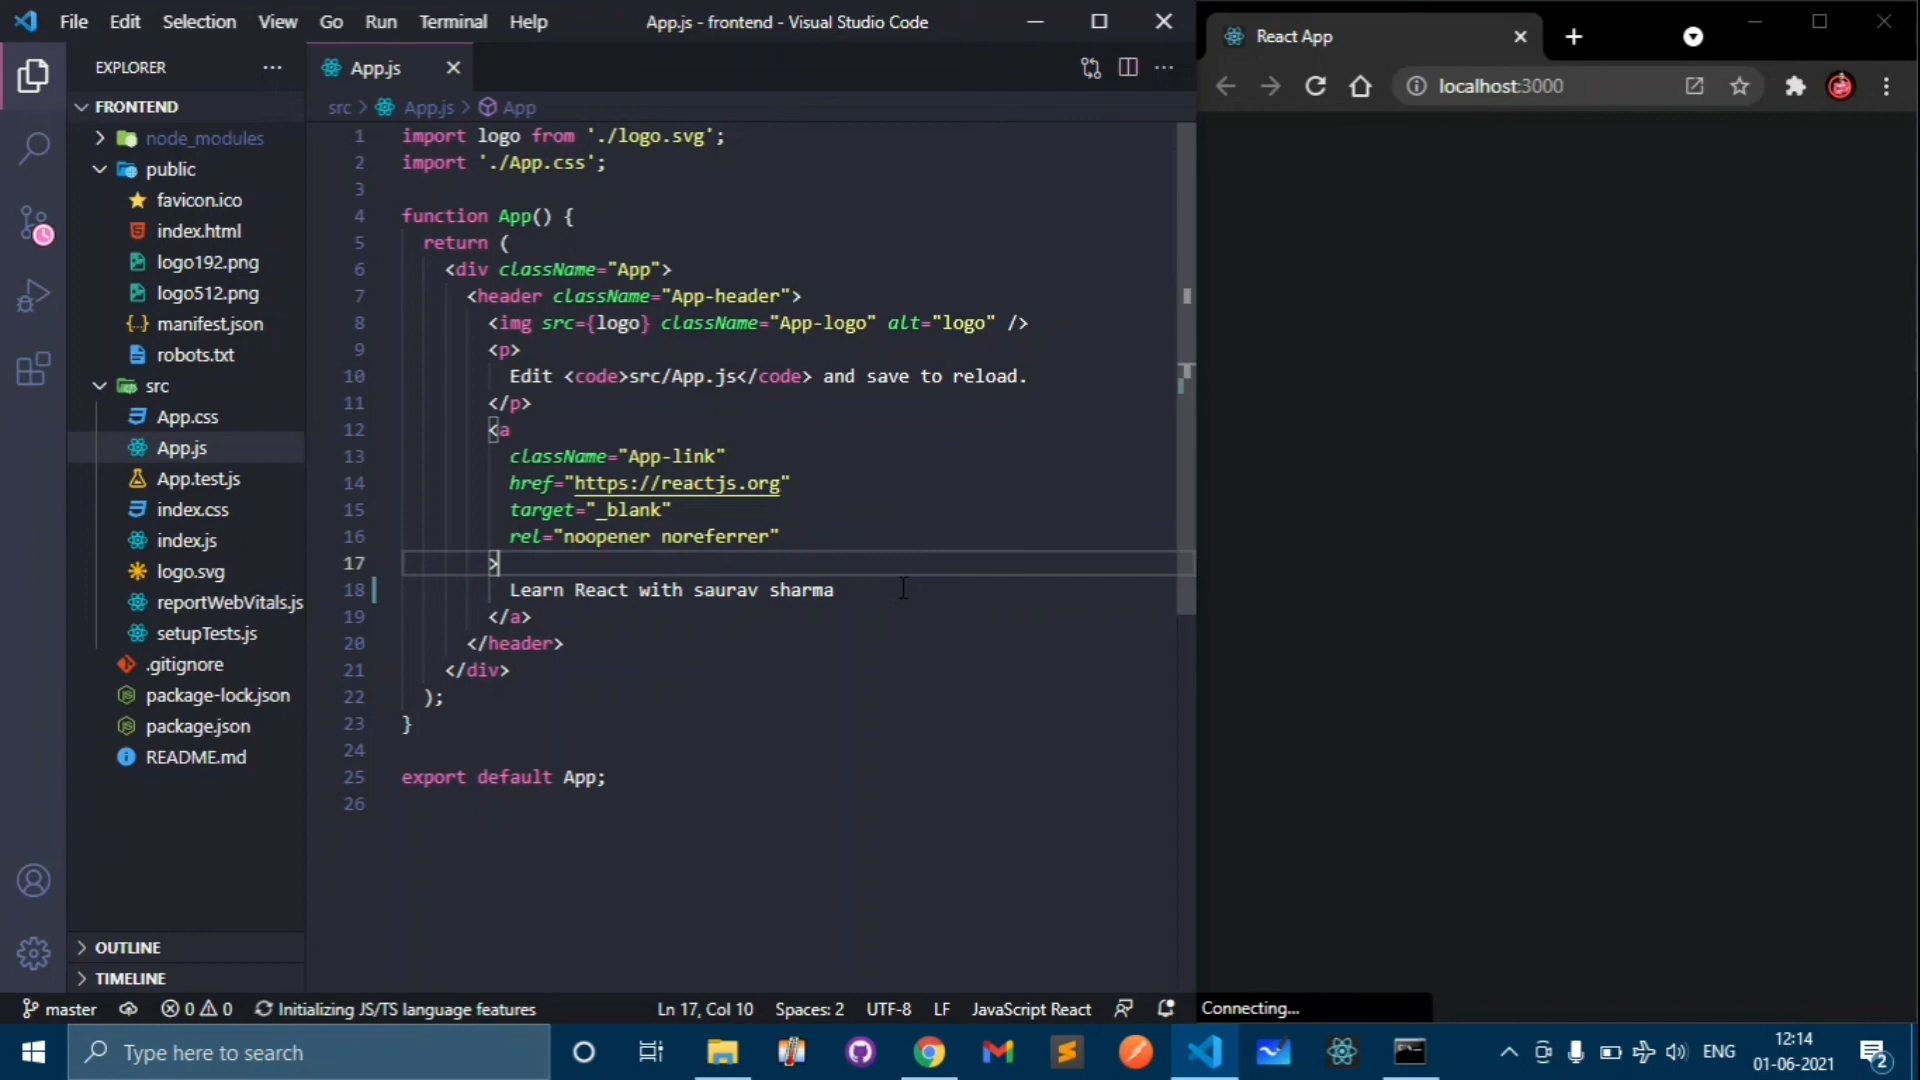 File Edit Selection View Go Run Terminal Help
App.js - frontend - Visual Studio Code
EXPLORER
FRONTEND
node_modules
public
favicon.ico
index.html
logo192.png
logo512.png
manifest.json
robots.txt
src
App.css
App.js
App.test.js
index.css
index.js
logo.svg
reportWebVitals.js
setupTests.js
.gitignore
package-lock.json
package.json
README.md
OUTLINE
TIMELINE
App.js
src > App.js > App
1 import logo from './logo.svg';
2 import './App.css';
3
4 function App() {
5 return (
6 <div className="App">
7 <header className="App-header">
8 <img src={logo} className="App-logo" alt="logo" />
9 <p>
10 Edit <code>src/App.js</code> and save to reload.
11 </p>
12 <a
13 className="App-link"
14 href="https://reactjs.org"
15 target="_blank"
16 rel="noopener noreferrer"
17 >
18 Learn React with saurav sharma
19 </a>
20 </header>
21 </div>
22 );
23 }
24
25 export default App;
26
React App
localhost:3000
master 0 0 Initializing JS/TS language features Ln 17, Col 10 Spaces: 2 UTF-8 LF JavaScript React
Connecting...
Type here to search
ENG
12:14
01-06-2021
2